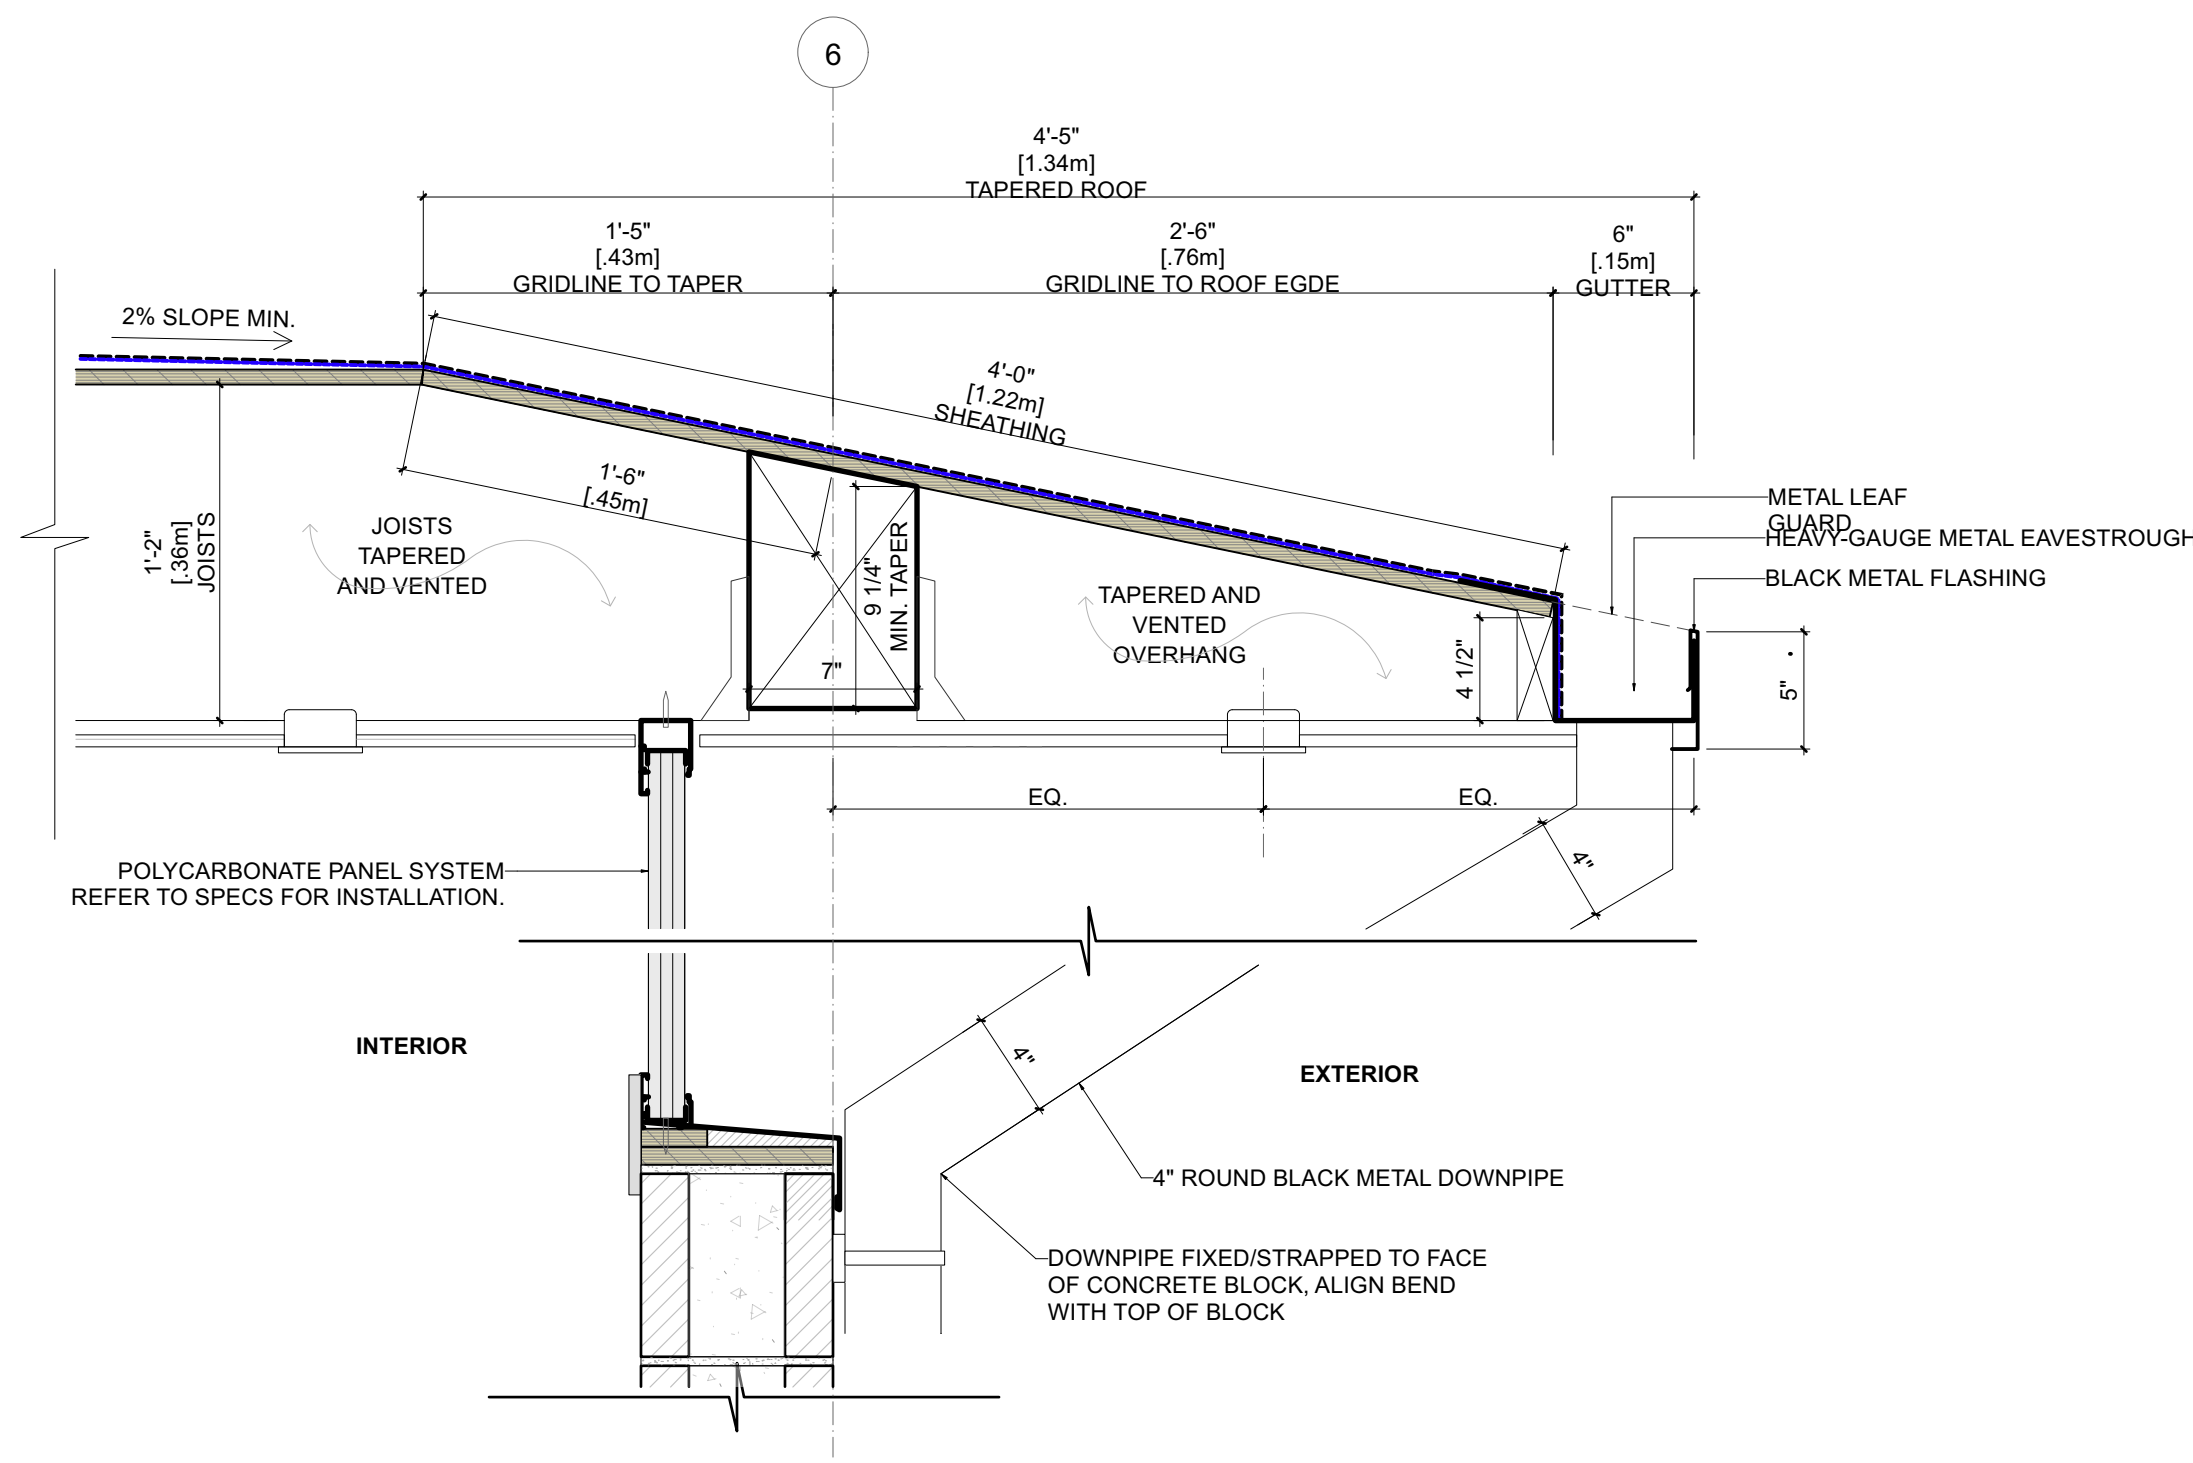 6
4'-5"
[1.34m]
TAPERED ROOF
1'-5"
[.43m]
GRIDLINE TO TAPER
2'-6"
[.76m]
GRIDLINE TO ROOF EGDE
6"
[.15m]
GUTTER
2% SLOPE MIN.
4'-0"
[1.22m]
SHEATHING
1'-6"
[.45m]
1'-2"
[.36m]
JOISTS
JOISTS
TAPERED
AND VENTED
9 1/4"
MIN. TAPER
7"
TAPERED AND
VENTED
OVERHANG
4 1/2"
METAL LEAF
GUARD
HEAVY-GAUGE METAL EAVESTROUGH
BLACK METAL FLASHING
5"
EQ.
EQ.
4"
POLYCARBONATE PANEL SYSTEM
REFER TO SPECS FOR INSTALLATION.
INTERIOR
4"
EXTERIOR
4" ROUND BLACK METAL DOWNPIPE
DOWNPIPE FIXED/STRAPPED TO FACE
OF CONCRETE BLOCK, ALIGN BEND
WITH TOP OF BLOCK